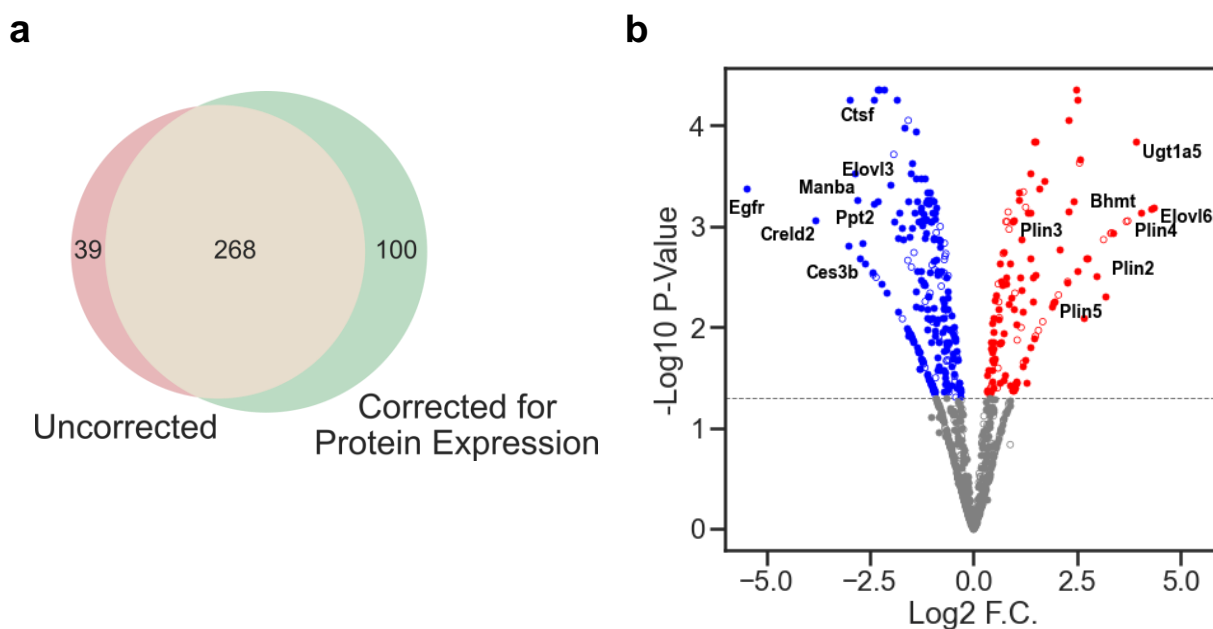 a
39
268
100
Uncorrected
Corrected for
Protein Expression
b
-Log10 P-Value
4
3
2
1
0
Ctsf
Elovl3
Manba
Egfr
Ppt2
Creld2
Ces3b
Ugt1a5
Bhmt
Elovl6
Plin3
Plin4
Plin2
Plin5
−5.0
−2.5
0.0
2.5
5.0
Log2 F.C.